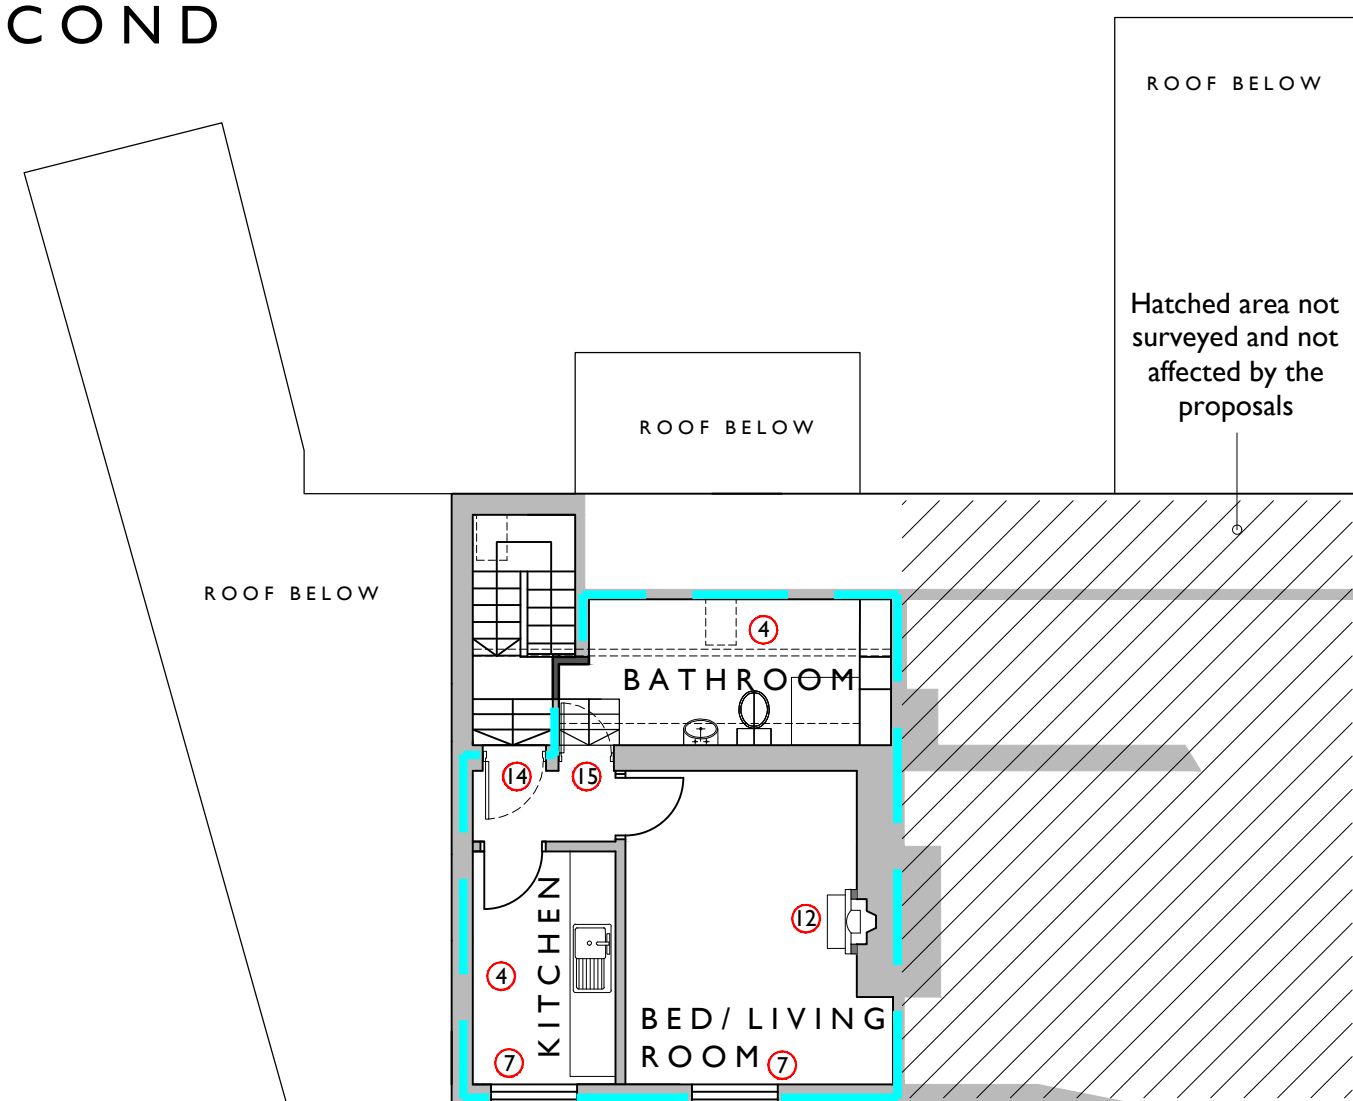 COND
ROOF BELOW
Hatched area not
surveyed and not
affected by the
proposals
ROOF BELOW
ROOF BELOW
4
BATHROOM
14
15
12
KITCHEN
4
BED/ LIVING
ROOM
7
7